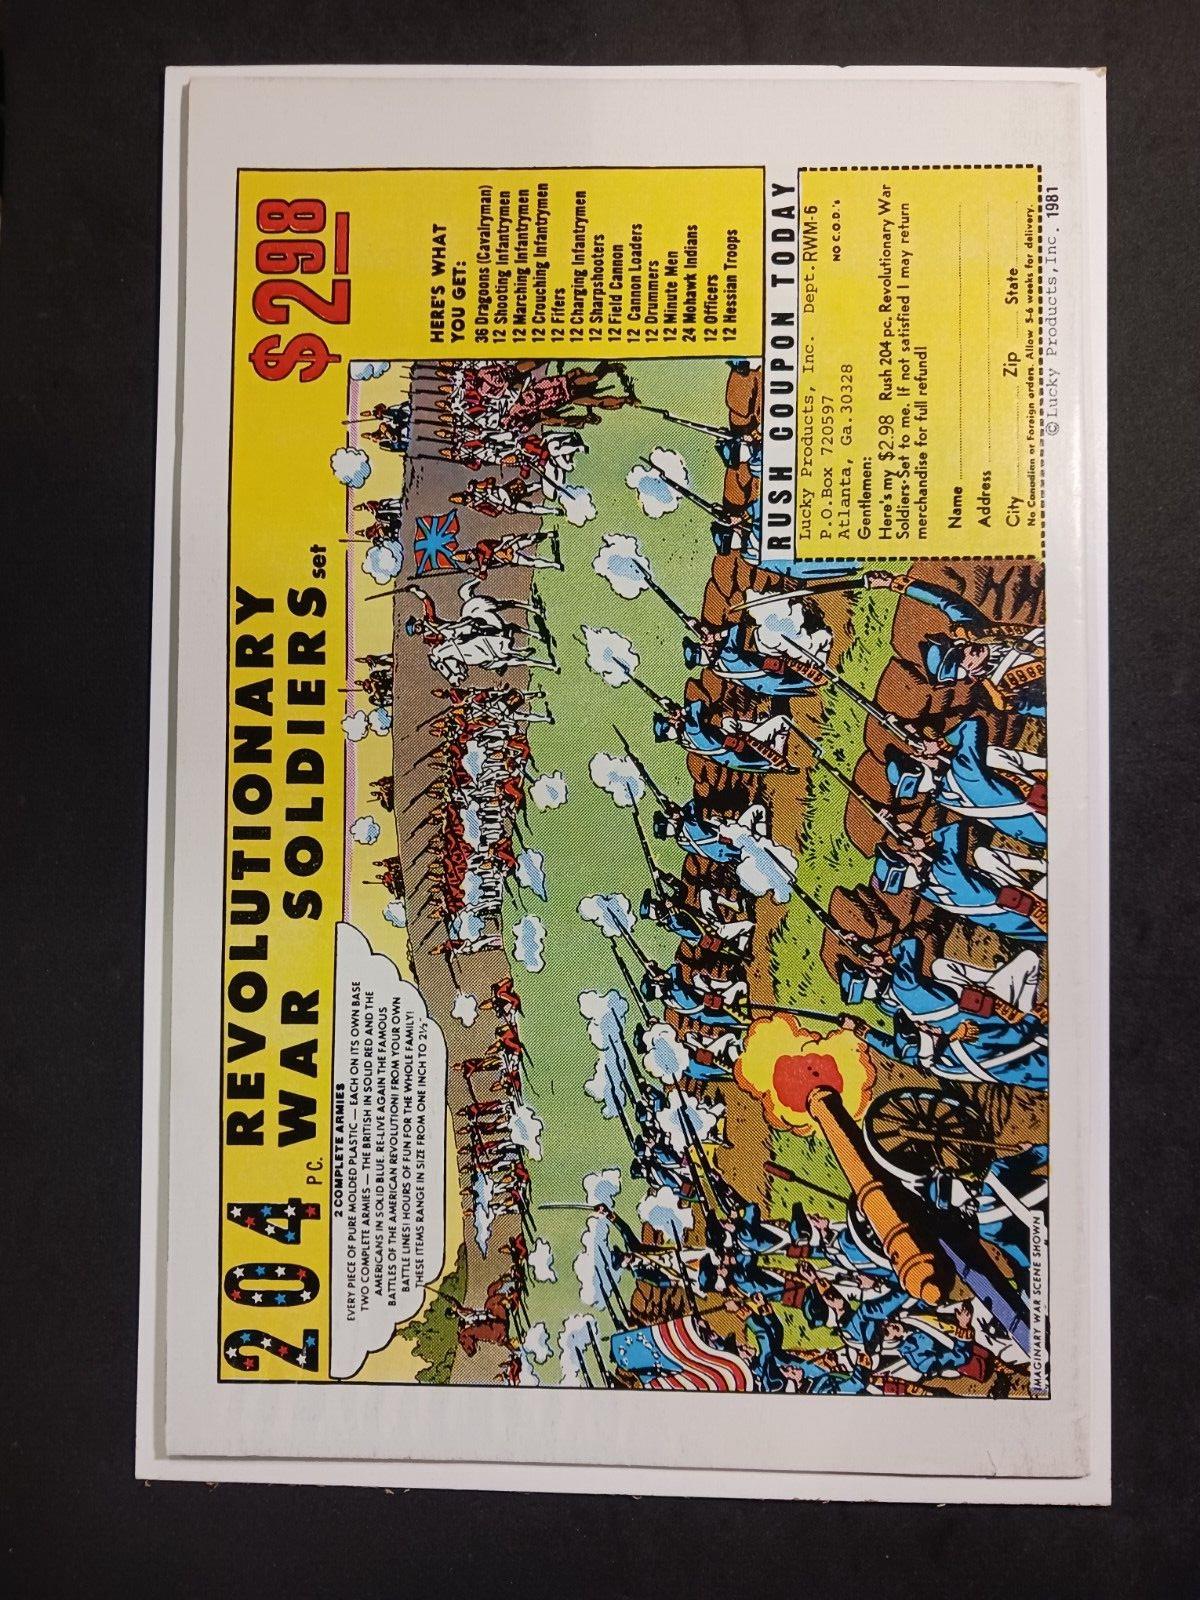 204 PC. REVOLUTIONARY
WAR SOLDIERS set
$2.98
2 COMPLETE ARMIES
EVERY PIECE OF PURE MOLDED PLASTIC — EACH ON ITS OWN BASE
TWO COMPLETE ARMIES — THE BRITISH IN SOLID RED AND THE
AMERICANS IN SOLID BLUE. RE-LIVE AGAIN THE FAMOUS
BATTLES OF THE AMERICAN REVOLUTION! FROM YOUR OWN
BATTLE LINES! HOURS OF FUN FOR THE WHOLE FAMILY!
THESE ITEMS RANGE IN SIZE FROM ONE INCH TO 2½"
HERE'S WHAT
YOU GET:
36 Dragoons (Cavalryman)
12 Shooting Infantrymen
12 Marching Infantrymen
12 Crouching Infantrymen
12 Fifers
12 Charging Infantrymen
12 Sharpshooters
12 Field Cannon
12 Cannon Loaders
12 Drummers
12 Minute Men
24 Mohawk Indians
12 Officers
12 Hessian Troops
RUSH COUPON TODAY
Lucky Products, Inc. Dept. RWM-6
P.O.Box 720597 NO C.O.D.'s
Atlanta, Ga.30328
Gentlemen:
Here's my $2.98 Rush 204 pc. Revolutionary War
Soldiers-Set to me. If not satisfied I may return
merchandise for full refund!
Name
Address
City Zip State
No Canadian or Foreign orders. Allow 5-6 weeks for delivery.
©Lucky Products,Inc. 1981
IMAGINARY WAR SCENE SHOWN